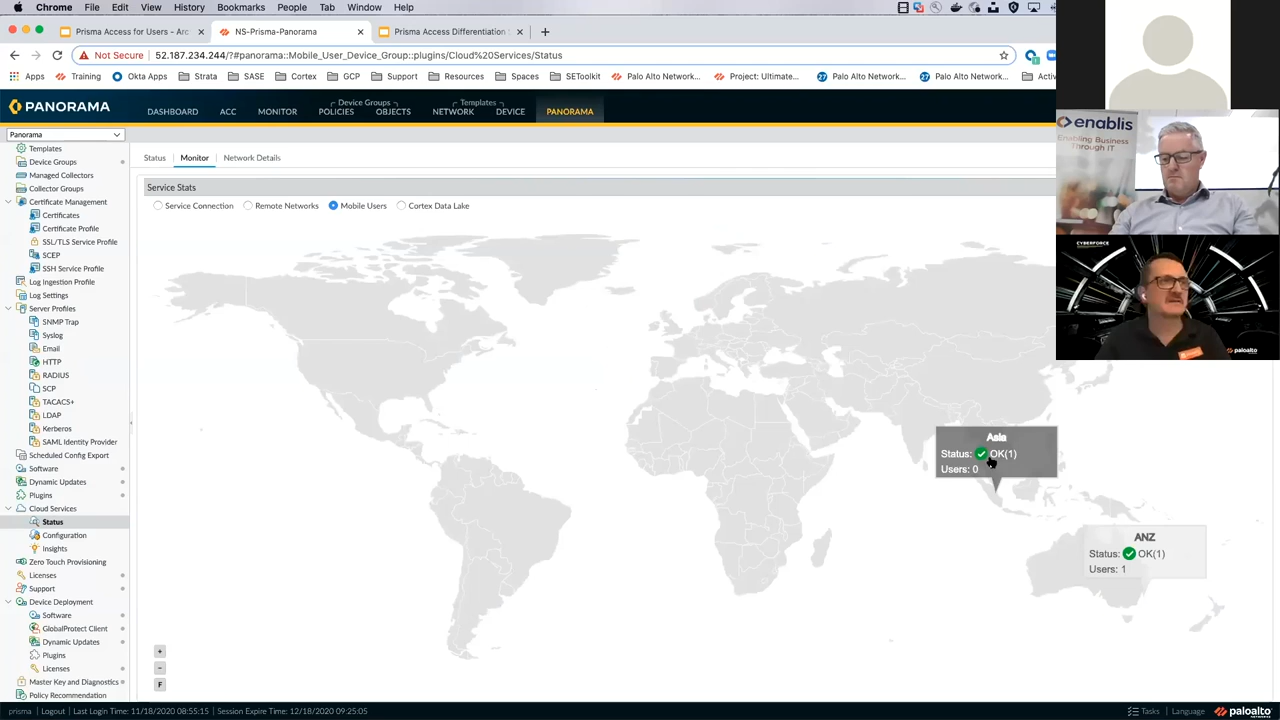 Chrome File Edit View History Bookmarks People Tab Window Help
Prisma Access for Users - Arc
NS-Prisma-Panorama
Prisma Access Differentiation
Not Secure 52.187.234.244/?#panorama::Mobile_User_Device_Group::plugins/Cloud%20Services/Status
Apps Training Okta Apps Strata SASE Cortex GCP Support Resources Spaces SEToolkit Palo Alto Network... Project: Ultimate... Palo Alto Network... Palo Alto Network...
PANORAMA
Device Groups
Templates
DASHBOARD ACC MONITOR POLICIES OBJECTS NETWORK DEVICE PANORAMA
Panorama
Templates
Device Groups
Managed Collectors
Collector Groups
Certificate Management
Certificates
Certificate Profile
SSL/TLS Service Profile
SCEP
SSH Service Profile
Log Ingestion Profile
Log Settings
Server Profiles
SNMP Trap
Syslog
Email
HTTP
RADIUS
SCP
TACACS+
LDAP
Kerberos
SAML Identity Provider
Scheduled Config Export
Software
Dynamic Updates
Plugins
Cloud Services
Status
Configuration
Insights
Zero Touch Provisioning
Licenses
Support
Device Deployment
Software
GlobalProtect Client
Dynamic Updates
Plugins
Licenses
Master Key and Diagnostics
Policy Recommendation
Status Monitor Network Details
Service Stats
Service Connection Remote Networks Mobile Users Cortex Data Lake
Asia
Status: OK(1)
Users: 0
ANZ
Status: OK(1)
Users: 1
+
−
F
enablis
Enabling Business
Through IT
CYBERFORCE
paloalto
prisma Logout Last Login Time: 11/18/2020 08:55:15 Session Expire Time: 12/18/2020 09:25:05
Tasks Language paloalto